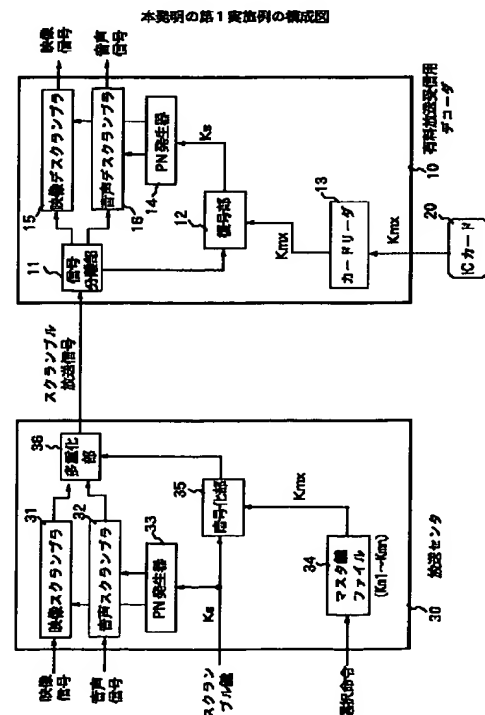 本発明の第1実施例の構成図
映像
信号
音声
信号
31
映像スクランブラ
32
音声スクランブラ
36
多重化
部
33
PN発生器
35
暗号化部
Ks
Kmx
34
マスタ鍵
ファイル
(Km1~Kmn)
スクラン
ブル鍵
選択命令
30
放送センタ
スクランブル
放送信号
11
信号
分離部
15
映像デスクランブラ
16
音声デスクランブラ
映像
信号
音声
信号
14
PN発生器
Ks
12
復号部
Kmx
13
カードリーダ
Kmx
20
ICカード
10
有料放送受信用
デコーダ